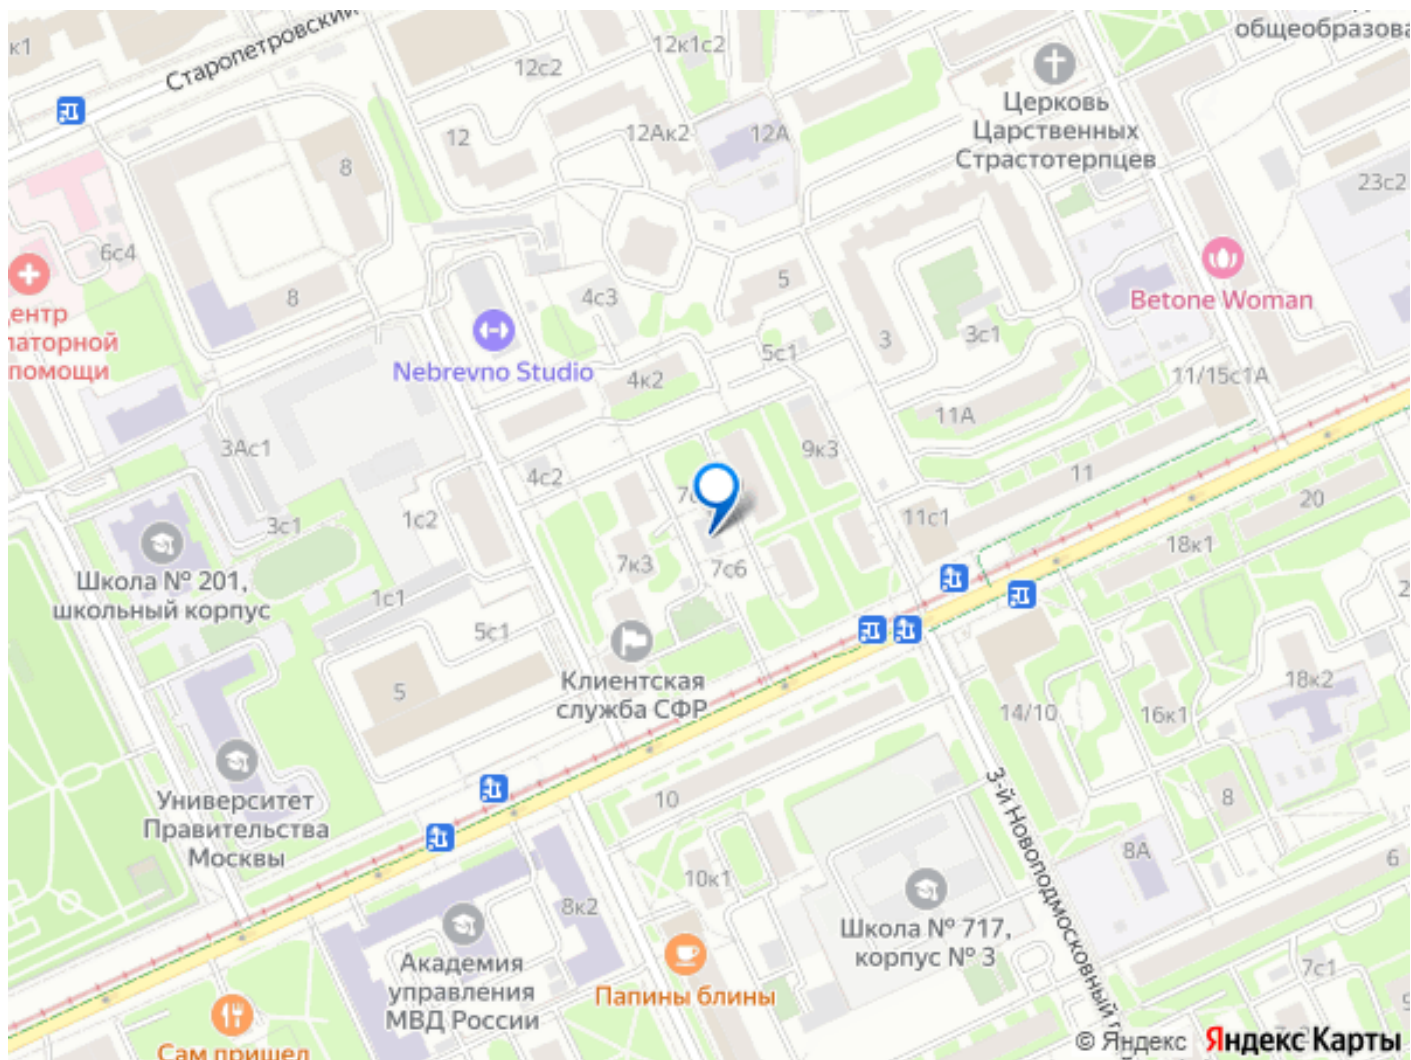 к1
Старопетровский
12с2
12к1с2
общеобразова
Церковь
Царственных
Страстотерпцев
12
12Ак2
12А
8
23с2
6с4
8
4с3
5
Betone Woman
ентр
латорной
помощи
Nebrevno Studio
3с1
3
5с1
4к2
11/15с1А
11А
3Ас1
9к3
4с2
11
20
3с1
1с2
11с1
18к1
Школа № 201,
школьный корпус
7к3
7с6
1с1
5с1
5
Клиентская
служба СФР
18к2
14/10
16к1
Университет
Правительства
Москвы
10
3-й Новоподмосковный
8
8А
6
10к1
8к2
Школа № 717,
корпус № 3
Академия
управления
МВД России
Папины блины
7с1
Сам пришел
© Яндекс Яндекс Карты